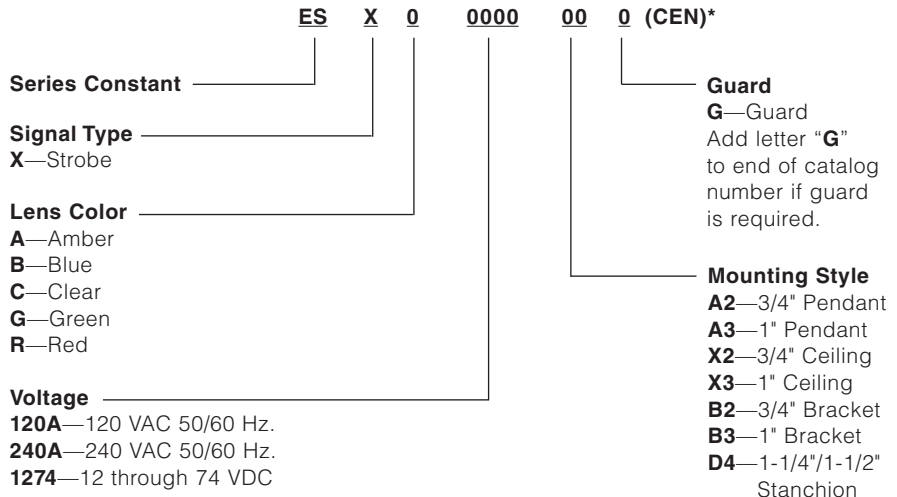 ES X 0 0000 00 0 (CEN)*
Series Constant
Signal Type
X—Strobe
Lens Color
A—Amber
B—Blue
C—Clear
G—Green
R—Red
Voltage
120A—120 VAC 50/60 Hz.
240A—240 VAC 50/60 Hz.
1274—12 through 74 VDC
Guard
G—Guard
Add letter “G”
to end of catalog
number if guard
is required.
Mounting Style
A2—3/4" Pendant
A3—1" Pendant
X2—3/4" Ceiling
X3—1" Ceiling
B2—3/4" Bracket
B3—1" Bracket
D4—1-1/4"/1-1/2"
Stanchion